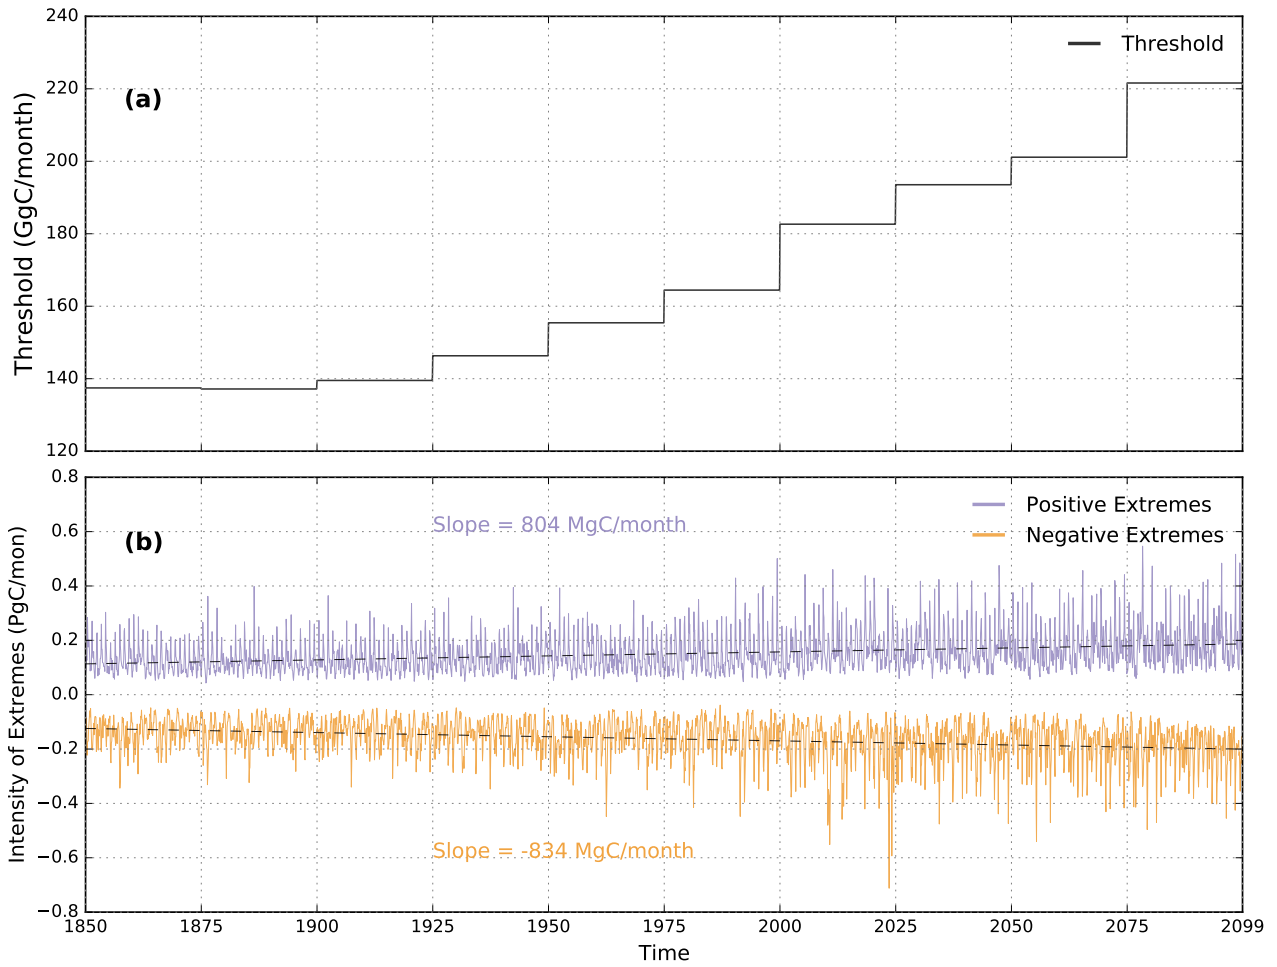 240
220
200
180
160
140
120
Threshold (GgC/month)
(a)
Threshold
0.8
0.6
0.4
0.2
0.0
−0.2
−0.4
−0.6
−0.8
Intensity of Extremes (PgC/mon)
(b)
Slope = 804 MgC/month
Positive Extremes
Negative Extremes
Slope = -834 MgC/month
1850 1875 1900 1925 1950 1975 2000 2025 2050 2075 2099
Time